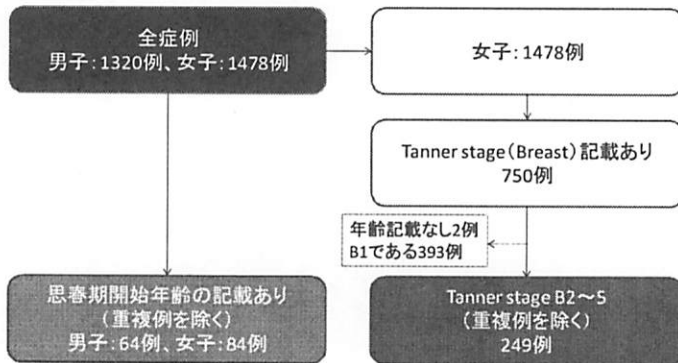 全症例
男子:1320例、女子:1478例
女子:1478例
Tanner stage(Breast)記載あり
750例
年齢記載なし2例
B1である393例
思春期開始年齢の記載あり
(重複例を除く)
男子:64例、女子:84例
Tanner stage B2～5
(重複例を除く)
249例